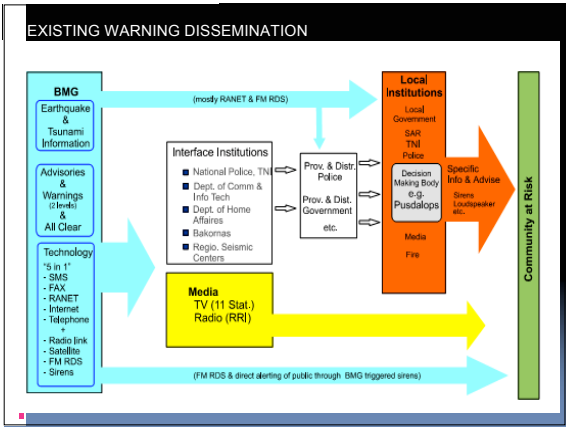 EXISTING WARNING DISSEMINATION
BMG
Earthquake
&
Tsunami
Information
Advisories
&
Warnings
(2 levels)
&
All Clear
Technology
"5 in 1"
- SMS
- FAX
- RANET
- Internet
- Telephone
+
- Radio link
- Satellite
- FM RDS
- Sirens
(mostly RANET & FM RDS)
Interface Institutions
National Police, TNI
Dept. of Comm &
Info Tech
Dept. of Home
Affaires
Bakornas
Regio. Seismic
Centers
Prov. & Distr.
Police
Prov. & Dist.
Government
etc.
Media
TV (11 Stat.)
Radio (RRI)
Local
Institutions
Local
Government
SAR
TNI
Police
Decision
Making Body
e.g.
Pusdalops
Media
Fire
Specific
Info & Advise
Sirens
Loudspeaker
etc.
Community at Risk
(FM RDS & direct alerting of public through BMG triggered sirens)